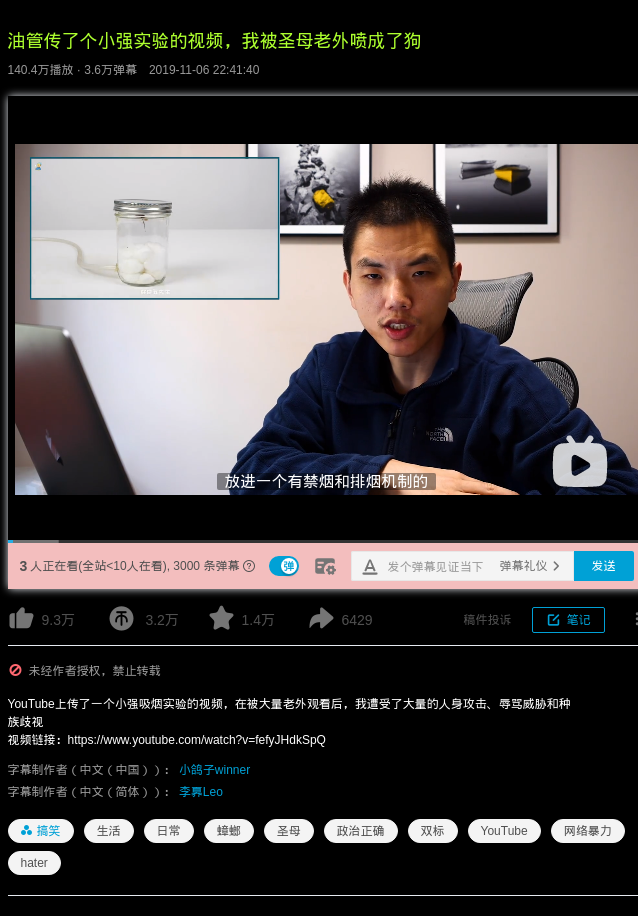 油管传了个小强实验的视频，我被圣母老外喷成了狗
140.4万播放 · 3.6万弹幕 2019-11-06 22:41:40
THE NORTH FACE
放进一个有禁烟和排烟机制的
3 人正在看(全站<10人在看), 3000 条弹幕 弹 A 发个弹幕见证当下 弹幕礼仪 发送
9.3万 3.2万 1.4万 6429 稿件投诉 笔记
未经作者授权，禁止转载
YouTube上传了一个小强吸烟实验的视频，在被大量老外观看后，我遭受了大量的人身攻击、辱骂威胁和种
族歧视
视频链接：https://www.youtube.com/watch?v=fefyJHdkSpQ
字幕制作者（中文（中国））： 小鸽子winner
字幕制作者（中文（简体））： 李臦Leo
搞笑 生活 日常 蟑螂 圣母 政治正确 双标 YouTube 网络暴力
hater